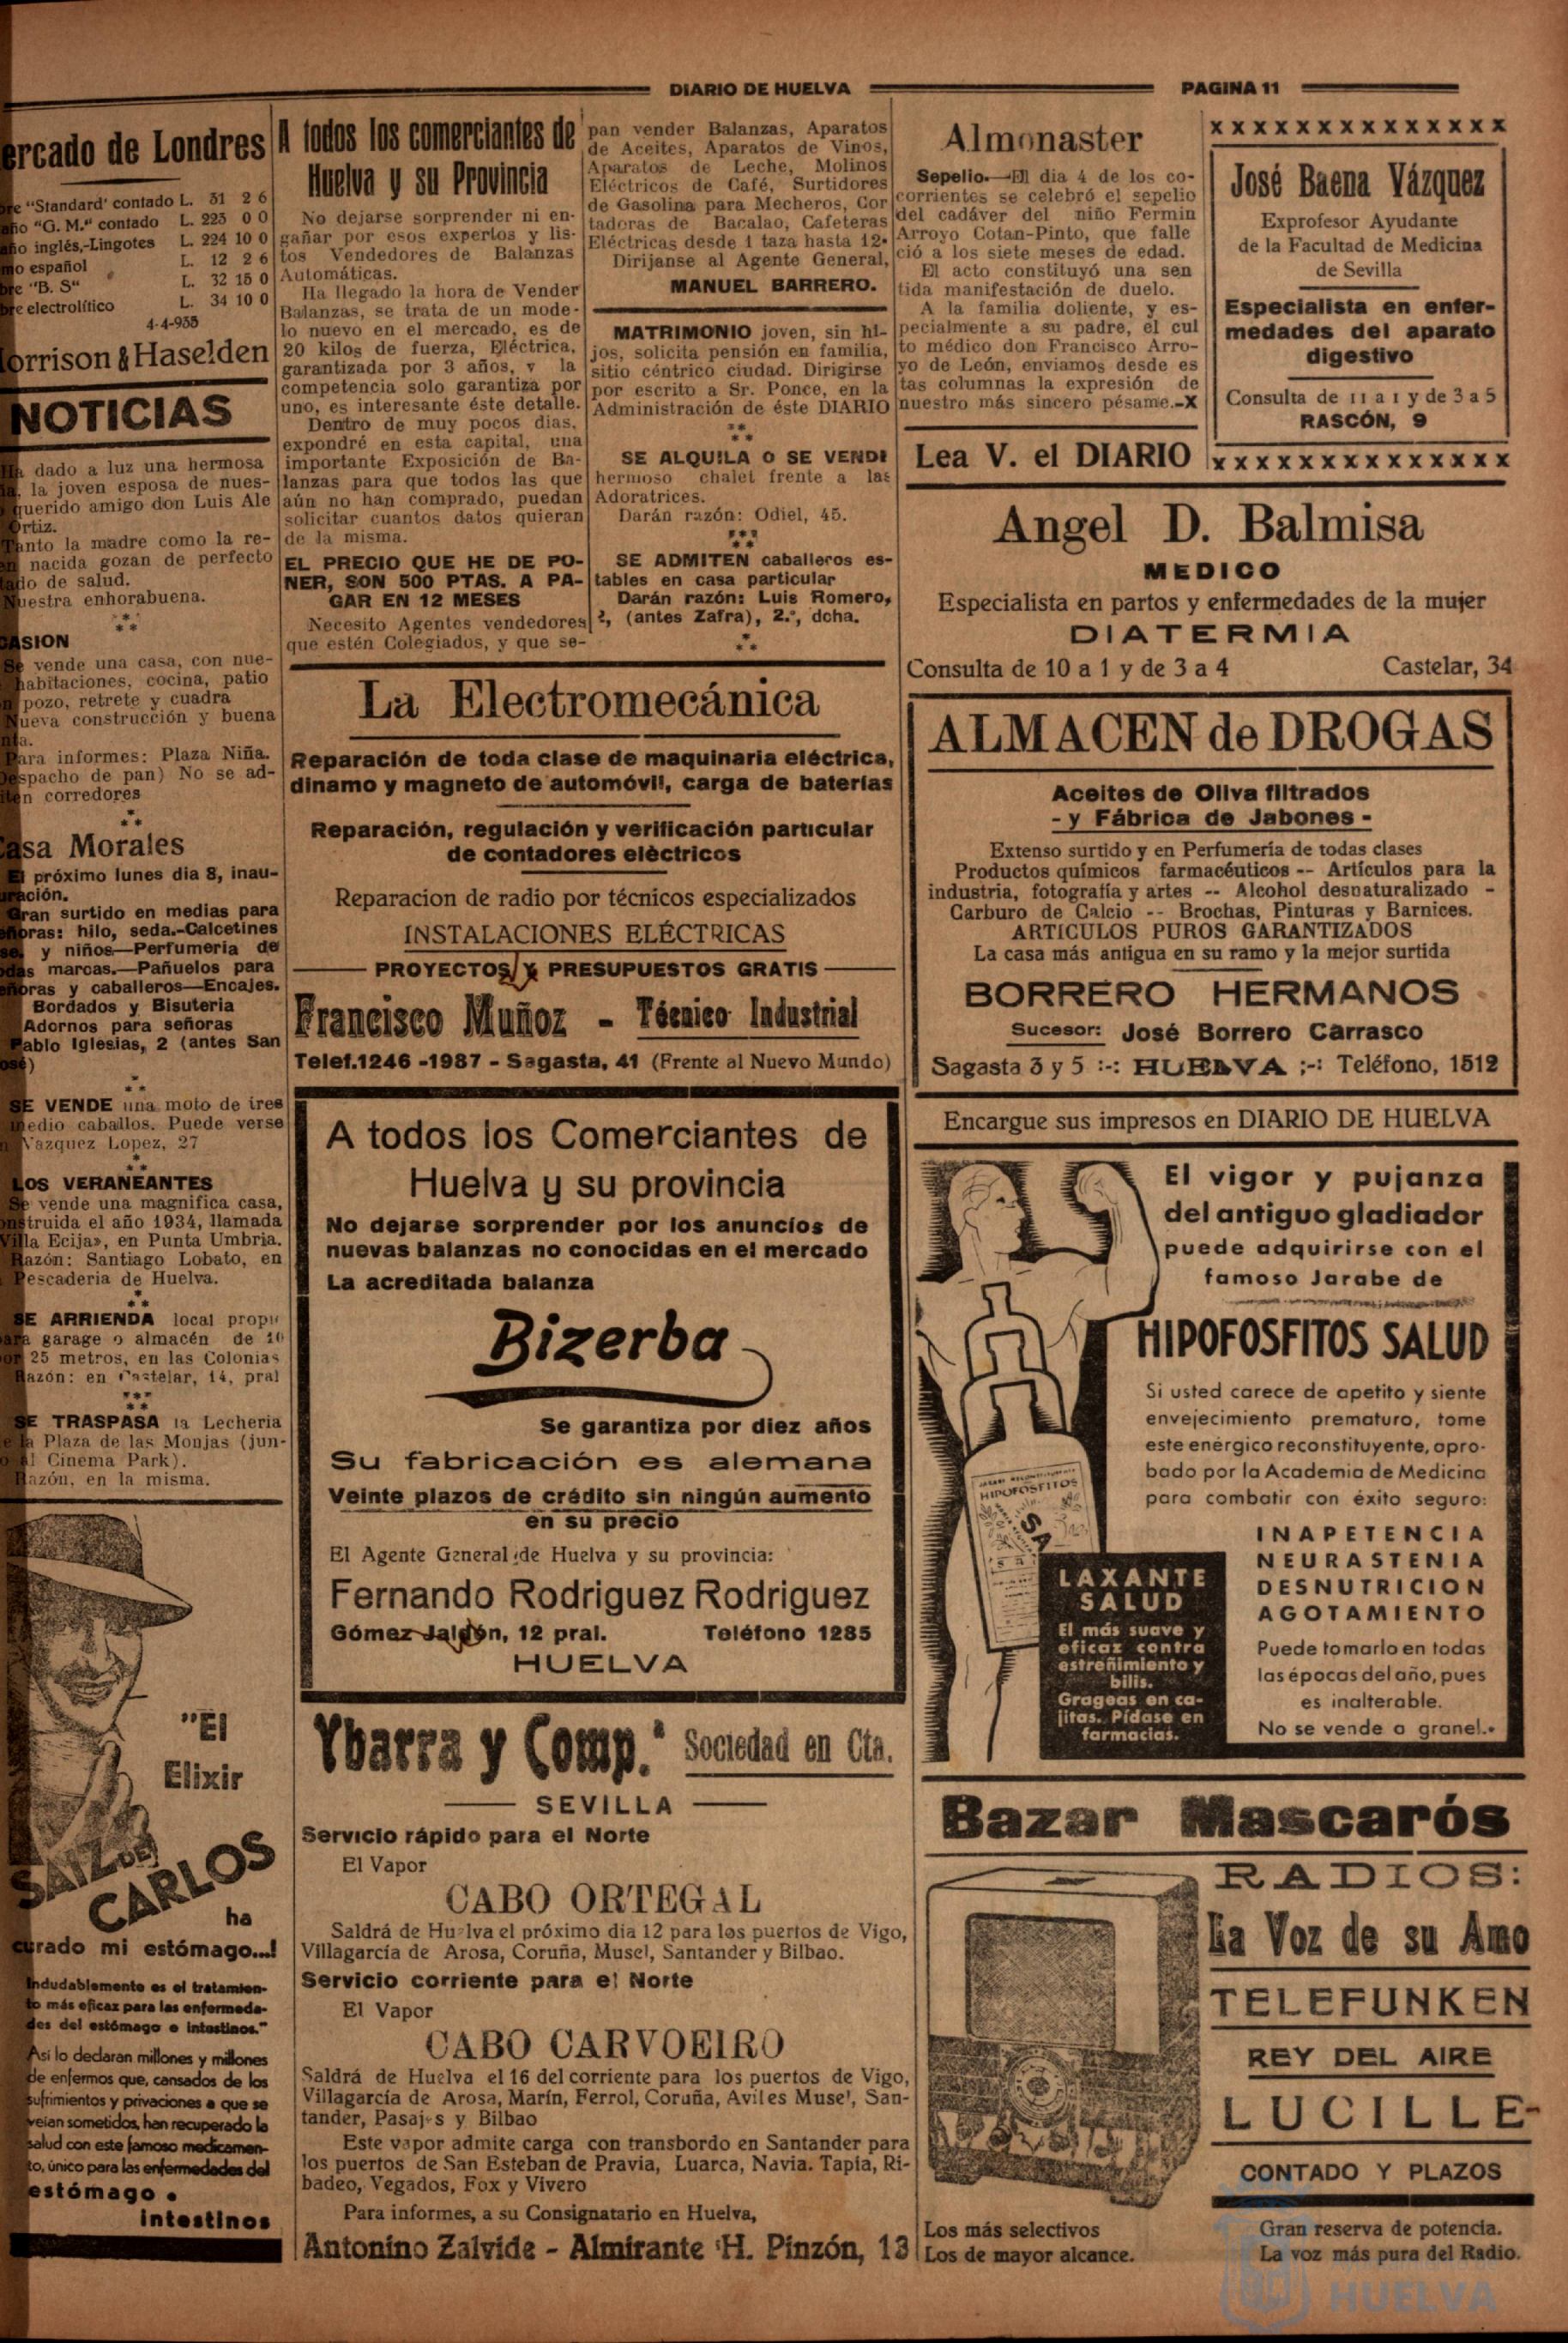 DIARIO DE HUELVA
PAGINA 11
ercado de Londres
"Standard' contado L. 31 2 6
"G. M." contado L. 225 0 0
inglés,-Lingotes L. 224 10 0
español L. 12 2 6
"B. S" L. 32 15 0
electrolítico L. 34 10 0
4-4-935
orrison & Haselden
NOTICIAS
Ha dado a luz una hermosa
la joven esposa de nues-
querido amigo don Luis Ale
Ortiz.
Tanto la madre como la re-
nacida gozan de perfecto
de salud.
Nuestra enhorabuena.
* * *
CASION
Se vende una casa, con nue-
habitaciones, cocina, patio
pozo, retrete y cuadra
Nueva construcción y buena
Para informes: Plaza Niña.
espacho de pan) No se ad-
iten corredores
* * *
asa Morales
El próximo lunes dia 8, inau-
ración.
Gran surtido en medias para
ñoras: hilo, seda.-Calcetines
y niños—Perfumeria de
das marcas.—Pañuelos para
ñoras y caballeros—Encajes.
Bordados y Bisuteria
Adornos para señoras
Pablo Iglesias, 2 (antes San
osé)
* * *
SE VENDE una moto de tres
medio caballos. Puede verse
Vazquez Lopez, 27
* * *
LOS VERANEANTES
Se vende una magnifica casa,
nstruida el año 1934, llamada
Villa Ecija», en Punta Umbria.
Razón: Santiago Lobato, en
Pescaderia de Huelva.
* * *
SE ARRIENDA local propi
ara garage o almacén de 10
or 25 metros, en las Colonias
Razón: en Castelar, 14, pral
* * *
SE TRASPASA la Lecheria
e la Plaza de las Monjas (jun-
o al Cinema Park).
Razón, en la misma.
"El
Elixir
SAIZ DE
CARLOS
ha
curado mi estómago...!
Indudablemente es el tratamien-
to más eficaz para las enfermeda-
des del estómago e intestinos."
Así lo declaran millones y millones
de enfermos que, cansados de los
sufrimientos y privaciones a que se
veían sometidos, han recuperado la
salud con este famoso medicamen-
to, único para las enfermedades del
estómago e
intestinos
A todos los comerciantes de
Huelva y su Provincia
No dejarse sorprender ni en-
gañar por esos expertos y lis-
tos Vendedores de Balanzas
Automáticas.
Ha llegado la hora de Vender
Balanzas, se trata de un mode-
lo nuevo en el mercado, es de
20 kilos de fuerza, Eléctrica,
garantizada por 3 años, y la
competencia solo garantiza por
uno, es interesante éste detalle.
Dentro de muy pocos dias,
expondré en esta capital, una
importante Exposición de Ba-
lanzas para que todos las que
aún no han comprado, puedan
solicitar cuantos datos quieran
de la misma.
EL PRECIO QUE HE DE PO-
NER, SON 500 PTAS. A PA-
GAR EN 12 MESES
Necesito Agentes vendedores
que estén Colegiados, y que se-
pan vender Balanzas, Aparatos
de Aceites, Aparatos de Vinos,
Aparatos de Leche, Molinos
Eléctricos de Café, Surtidores
de Gasolina para Mecheros, Cor
tadoras de Bacalao, Cafeteras
Eléctricas desde 1 taza hasta 12.
Dirijanse al Agente General,
MANUEL BARRERO.
MATRIMONIO joven, sin hi-
jos, solicita pensión en familia,
sitio céntrico ciudad. Dirigirse
por escrito a Sr. Ponce, en la
Administración de éste DIARIO
* * *
SE ALQUILA O SE VENDE
hermoso chalet frente a las
Adoratrices.
Darán razón: Odiel, 45.
* * *
SE ADMITEN caballeros es-
tables en casa particular
Darán razón: Luis Romero,
2, (antes Zafra), 2.°, dcha.
* * *
La Electromecánica
Reparación de toda clase de maquinaria eléctrica,
dinamo y magneto de automóvil, carga de baterías
Reparación, regulación y verificación particular
de contadores eléctricos
Reparacion de radio por técnicos especializados
INSTALACIONES ELÉCTRICAS
PROYECTOS Y PRESUPUESTOS GRATIS
Francisco Muñoz - Técnico Industrial
Telef.1246 -1987 - Sagasta, 41 (Frente al Nuevo Mundo)
A todos los Comerciantes de
Huelva y su provincia
No dejarse sorprender por los anuncios de
nuevas balanzas no conocidas en el mercado
La acreditada balanza
Bizerba
Se garantiza por diez años
Su fabricación es alemana
Veinte plazos de crédito sin ningún aumento
en su precio
El Agente General de Huelva y su provincia:
Fernando Rodriguez Rodriguez
Gómez Jaldón, 12 pral. Teléfono 1285
HUELVA
Ybarra y Comp.ª Sociedad en Cta.
SEVILLA
Servicio rápido para el Norte
El Vapor
CABO ORTEGAL
Saldrá de Huelva el próximo dia 12 para los puertos de Vigo,
Villagarcía de Arosa, Coruña, Musel, Santander y Bilbao.
Servicio corriente para el Norte
El Vapor
CABO CARVOEIRO
Saldrá de Huelva el 16 del corriente para los puertos de Vigo,
Villagarcía de Arosa, Marín, Ferrol, Coruña, Aviles Musel, San-
tander, Pasajes y Bilbao
Este vapor admite carga con transbordo en Santander para
los puertos de San Esteban de Pravia, Luarca, Navia. Tapia, Ri-
badeo, Vegados, Fox y Vivero
Para informes, a su Consignatario en Huelva,
Antonino Zalvide - Almirante H. Pinzón, 13
Almonaster
Sepelio.—El dia 4 de los co-
corrientes se celebró el sepelio
del cadáver del niño Fermin
Arroyo Cotan-Pinto, que falle
ció a los siete meses de edad.
El acto constituyó una sen
tida manifestación de duelo.
A la familia doliente, y es-
pecialmente a su padre, el cul
to médico don Francisco Arro-
yo de León, enviamos desde es
tas columnas la expresión de
nuestro más sincero pésame.-X
Lea V. el DIARIO
x x x x x x x x x x x x x x
José Baena Vázquez
Exprofesor Ayudante
de la Facultad de Medicina
de Sevilla
Especialista en enfer-
medades del aparato
digestivo
Consulta de 11 a 1 y de 3 a 5
RASCÓN, 9
x x x x x x x x x x x x x x
Angel D. Balmisa
MEDICO
Especialista en partos y enfermedades de la mujer
DIATERMIA
Consulta de 10 a 1 y de 3 a 4 Castelar, 34
ALMACEN de DROGAS
Aceites de Oliva filtrados
- y Fábrica de Jabones -
Extenso surtido y en Perfumería de todas clases
Productos químicos farmacéuticos -- Artículos para la
industria, fotografía y artes -- Alcohol desnaturalizado -
Carburo de Calcio -- Brochas, Pinturas y Barnices.
ARTICULOS PUROS GARANTIZADOS
La casa más antigua en su ramo y la mejor surtida
BORRERO HERMANOS
Sucesor: José Borrero Carrasco
Sagasta 3 y 5 :-: HUELVA ;-: Teléfono, 1512
Encargue sus impresos en DIARIO DE HUELVA
El vigor y pujanza
del antiguo gladiador
puede adquirirse con el
famoso Jarabe de
HIPOFOSFITOS SALUD
Si usted carece de apetito y siente
envejecimiento prematuro, tome
este enérgico reconstituyente, apro-
bado por la Academia de Medicina
para combatir con éxito seguro:
INAPETENCIA
NEURASTENIA
DESNUTRICION
AGOTAMIENTO
Puede tomarlo en todas
las épocas del año, pues
es inalterable.
No se vende a granel.
HIPOFOSFITOS
SA
LAXANTE
SALUD
El más suave y
eficaz contra
estreñimiento y
bilis.
Grageas en ca-
jitas. Pídase en
farmacias.
Bazar Mascarós
RADIOS:
La Voz de su Amo
TELEFUNKEN
REY DEL AIRE
LUCILLE-
CONTADO Y PLAZOS
Los más selectivos
Los de mayor alcance.
Gran reserva de potencia.
La voz más pura del Radio.
HUELVA